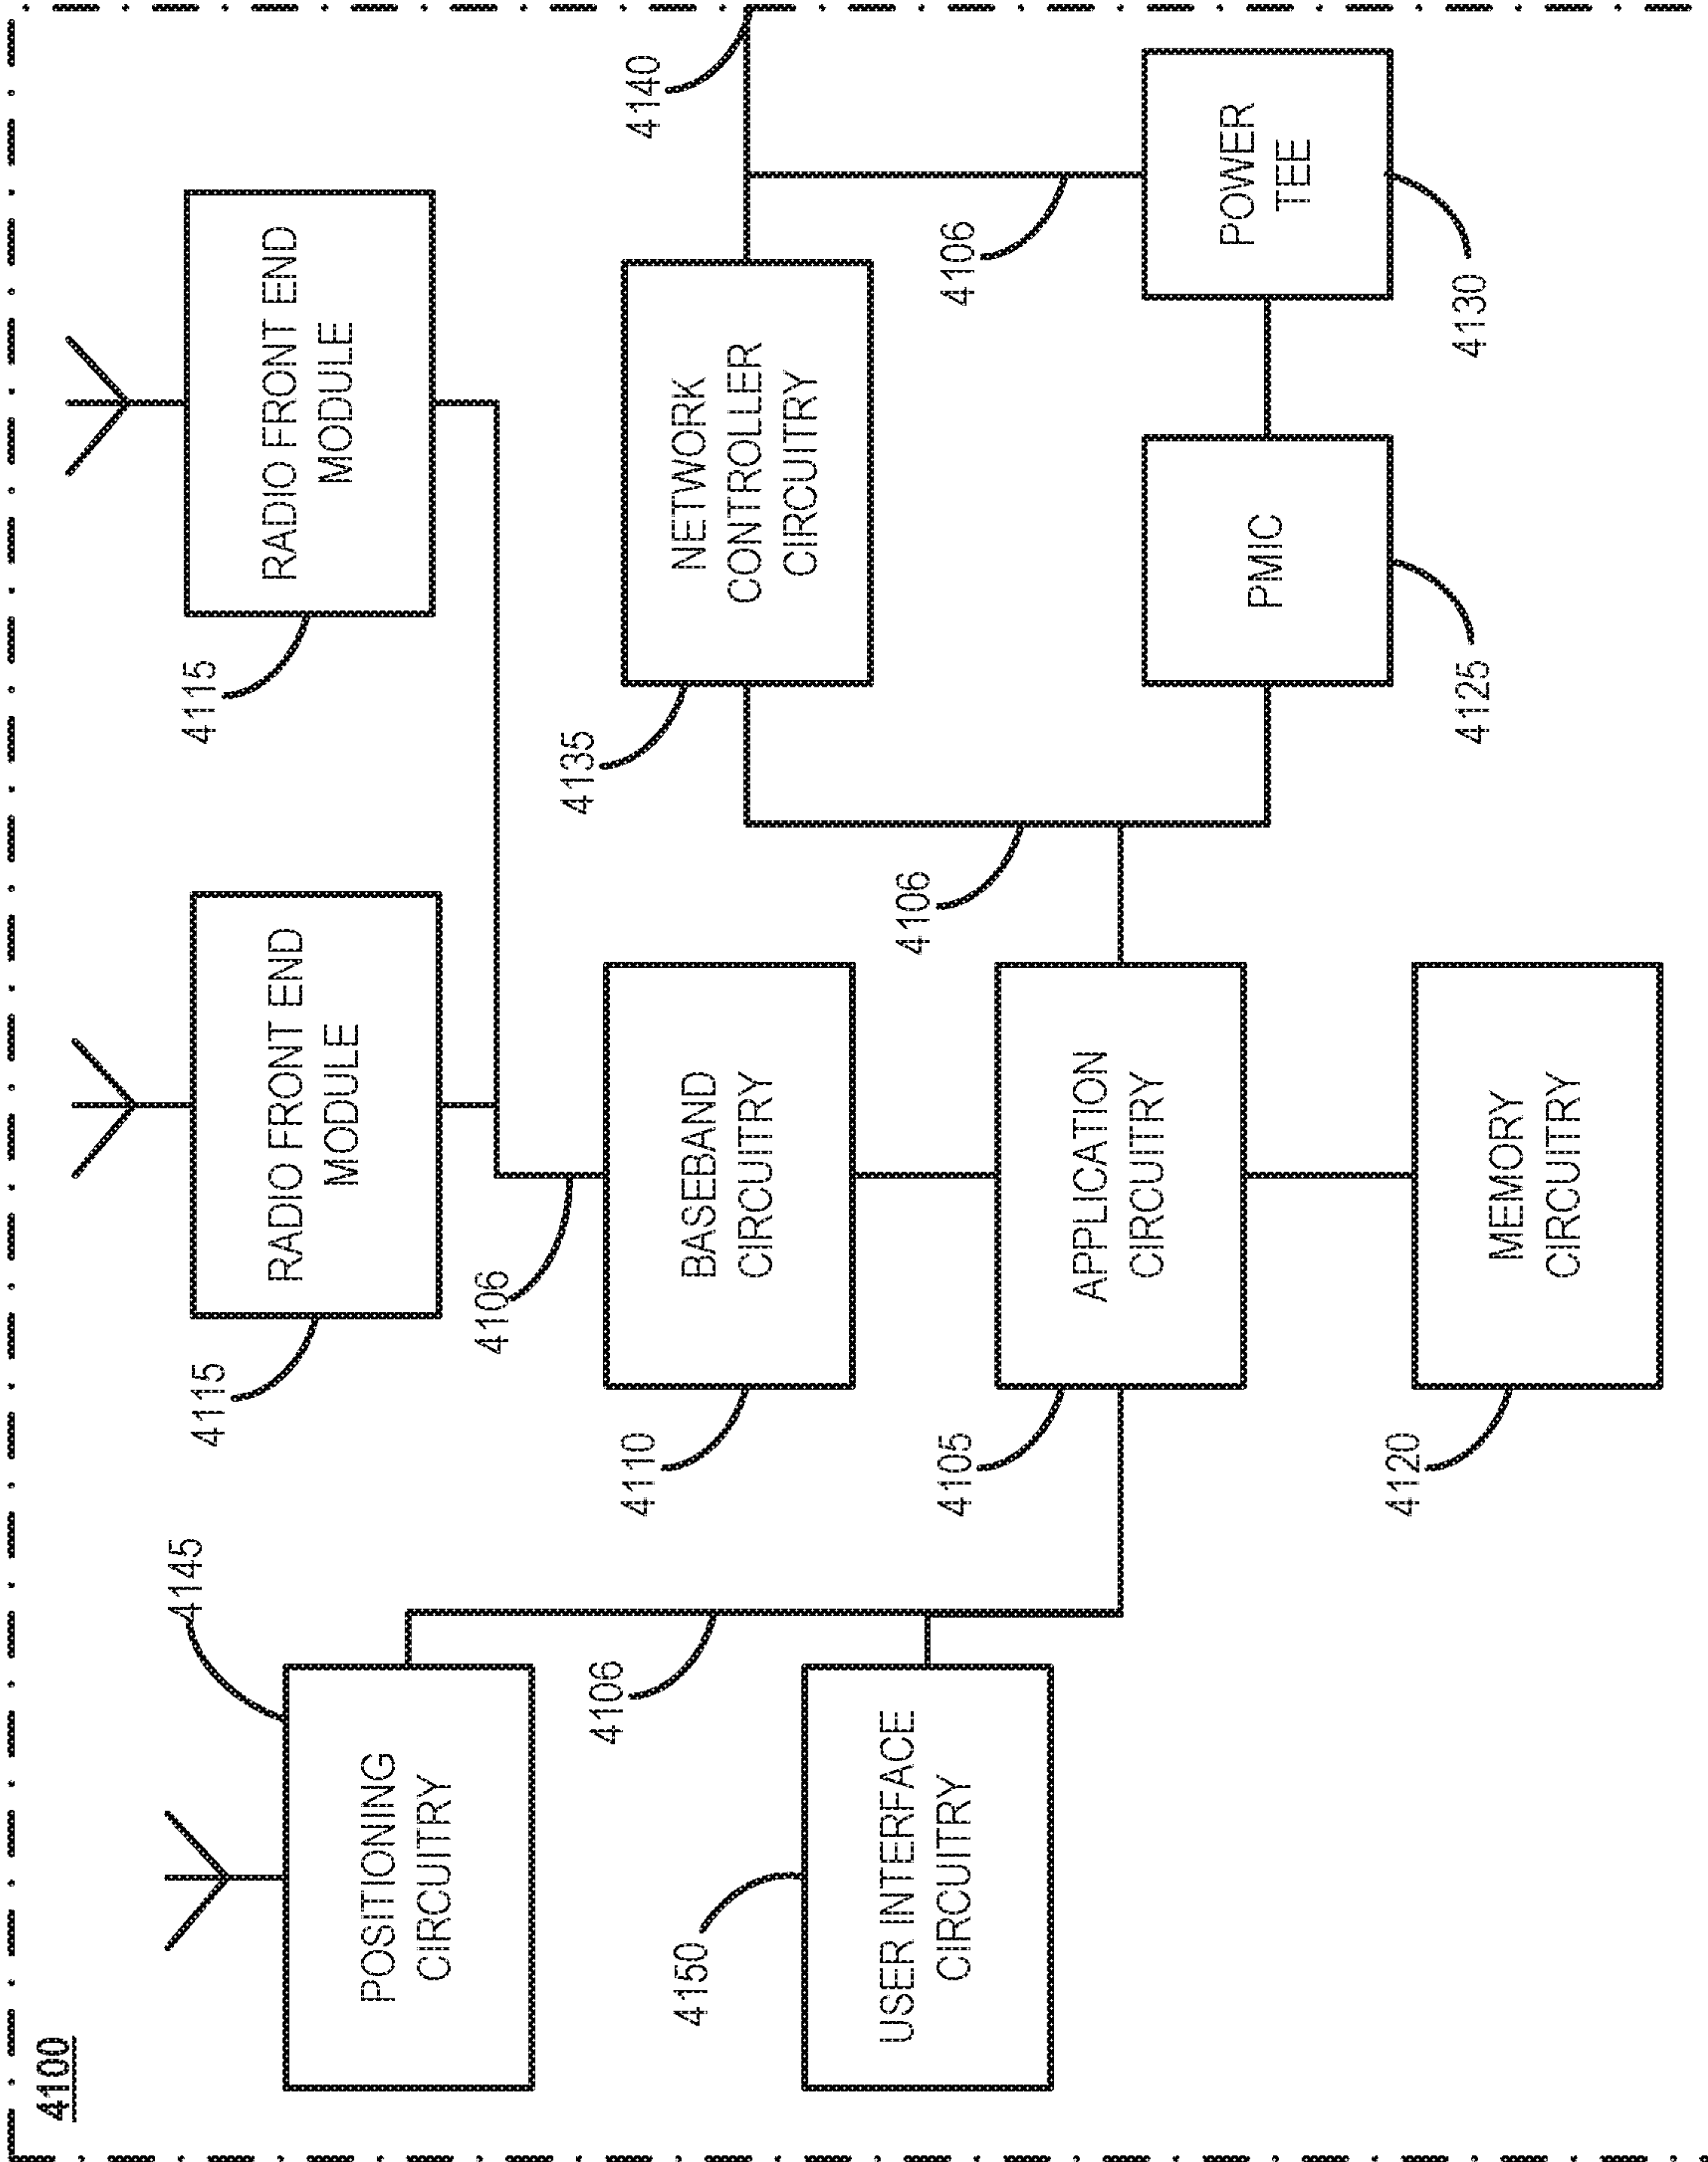 4100
4145
POSITIONING
CIRCUITRY
4106
4150
USER INTERFACE
CIRCUITRY
4115
RADIO FRONT END
MODULE
4106
4110
BASEBAND
CIRCUITRY
4105
APPLICATION
CIRCUITRY
4120
MEMORY
CIRCUITRY
4115
RADIO FRONT END
MODULE
4135
NETWORK
CONTROLLER
CIRCUITRY
4140
4106
4106
PMIC
4125
POWER
TEE
4130